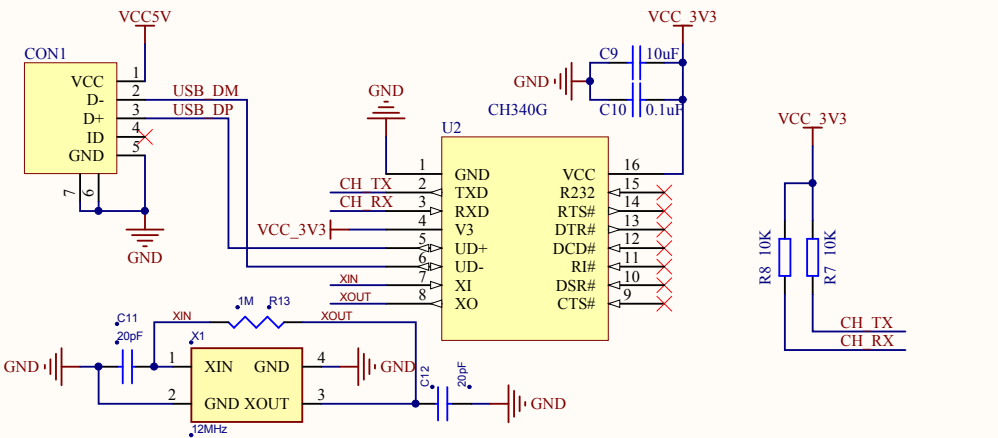 VCC5V
CON1
VCC 1
D- 2 USB_DM
D+ 3 USB_DP
ID 4
GND 5
7 6
GND
VCC_3V3
C9 10uF
GND
C10 0.1uF
GND
CH340G
U2
1 GND VCC 16
CH_TX 2 TXD R232 15
CH_RX 3 RXD RTS# 14
VCC_3V3 4 V3 DTR# 13
5 UD+ DCD# 12
6 UD- RI# 11
XIN 7 XI DSR# 10
XOUT 8 XO CTS# 9
VCC_3V3
R8 10K
R7 10K
CH_TX
CH_RX
1M R13
XIN XOUT
C11
20pF
X1
GND 1 XIN GND 4 GND
2 GND XOUT 3
12MHz
C12 20pF
GND